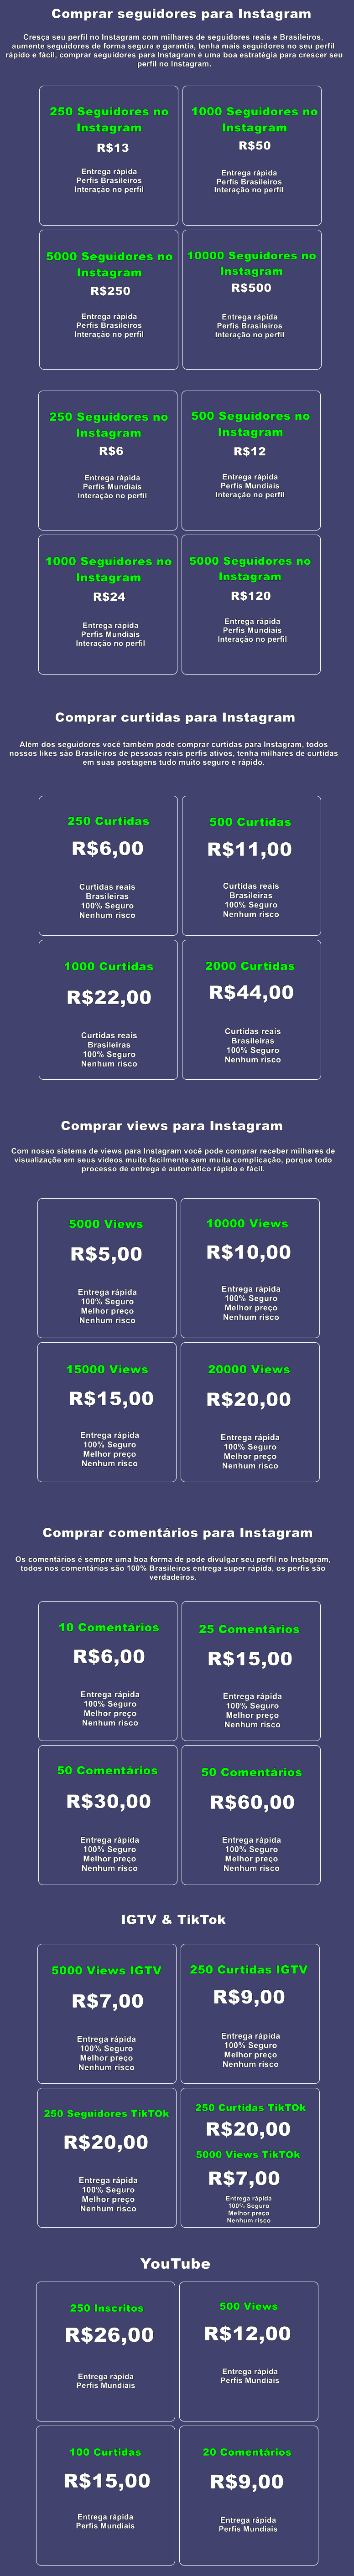 Comprar seguidores para Instagram
Cresça seu perfil no Instagram com milhares de seguidores reais e Brasileiros,
aumente seguidores de forma segura e garantia, tenha mais seguidores no seu perfil
rápido e fácil, comprar seguidores para Instagram é uma boa estratégia para crescer seu
perfil no Instagram.
250 Seguidores no
Instagram
R$13
Entrega rápida
Perfis Brasileiros
Interação no perfil
1000 Seguidores no
Instagram
R$50
Entrega rápida
Perfis Brasileiros
Interação no perfil
5000 Seguidores no
Instagram
R$250
Entrega rápida
Perfis Brasileiros
Interação no perfil
10000 Seguidores no
Instagram
R$500
Entrega rápida
Perfis Brasileiros
Interação no perfil
250 Seguidores no
Instagram
R$6
Entrega rápida
Perfis Mundiais
Interação no perfil
500 Seguidores no
Instagram
R$12
Entrega rápida
Perfis Mundiais
Interação no perfil
1000 Seguidores no
Instagram
R$24
Entrega rápida
Perfis Mundiais
Interação no perfil
5000 Seguidores no
Instagram
R$120
Entrega rápida
Perfis Mundiais
Interação no perfil
Comprar curtidas para Instagram
Além dos seguidores você também pode comprar curtidas para Instagram, todos
nossos likes são Brasileiros de pessoas reais perfis ativos, tenha milhares de curtidas
em suas postagens tudo muito seguro e rápido.
250 Curtidas
R$6,00
Curtidas reais
Brasileiras
100% Seguro
Nenhum risco
500 Curtidas
R$11,00
Curtidas reais
Brasileiras
100% Seguro
Nenhum risco
1000 Curtidas
R$22,00
Curtidas reais
Brasileiras
100% Seguro
Nenhum risco
2000 Curtidas
R$44,00
Curtidas reais
Brasileiras
100% Seguro
Nenhum risco
Comprar views para Instagram
Com nosso sistema de views para Instagram você pode comprar receber milhares de
visualizaçõe em seus videos muito facilmente sem muita complicação, porque todo
processo de entrega é automático rápido e fácil.
5000 Views
R$5,00
Entrega rápida
100% Seguro
Melhor preço
Nenhum risco
10000 Views
R$10,00
Entrega rápida
100% Seguro
Melhor preço
Nenhum risco
15000 Views
R$15,00
Entrega rápida
100% Seguro
Melhor preço
Nenhum risco
20000 Views
R$20,00
Entrega rápida
100% Seguro
Melhor preço
Nenhum risco
Comprar comentários para Instagram
Os comentários é sempre uma boa forma de pode divulgar seu perfil no Instagram,
todos nos comentários são 100% Brasileiros entrega super rápida, os perfis são
verdadeiros.
10 Comentários
R$6,00
Entrega rápida
100% Seguro
Melhor preço
Nenhum risco
25 Comentários
R$15,00
Entrega rápida
100% Seguro
Melhor preço
Nenhum risco
50 Comentários
R$30,00
Entrega rápida
100% Seguro
Melhor preço
Nenhum risco
50 Comentários
R$60,00
Entrega rápida
100% Seguro
Melhor preço
Nenhum risco
IGTV & TikTok
5000 Views IGTV
R$7,00
Entrega rápida
100% Seguro
Melhor preço
Nenhum risco
250 Curtidas IGTV
R$9,00
Entrega rápida
100% Seguro
Melhor preço
Nenhum risco
250 Seguidores TikTOk
R$20,00
Entrega rápida
100% Seguro
Melhor preço
Nenhum risco
250 Curtidas TikTOk
R$20,00
5000 Views TikTOk
R$7,00
Entrega rápida
100% Seguro
Melhor preço
Nenhum risco
YouTube
250 Inscritos
R$26,00
Entrega rápida
Perfis Mundiais
500 Views
R$12,00
Entrega rápida
Perfis Mundiais
100 Curtidas
R$15,00
Entrega rápida
Perfis Mundiais
20 Comentários
R$9,00
Entrega rápida
Perfis Mundiais